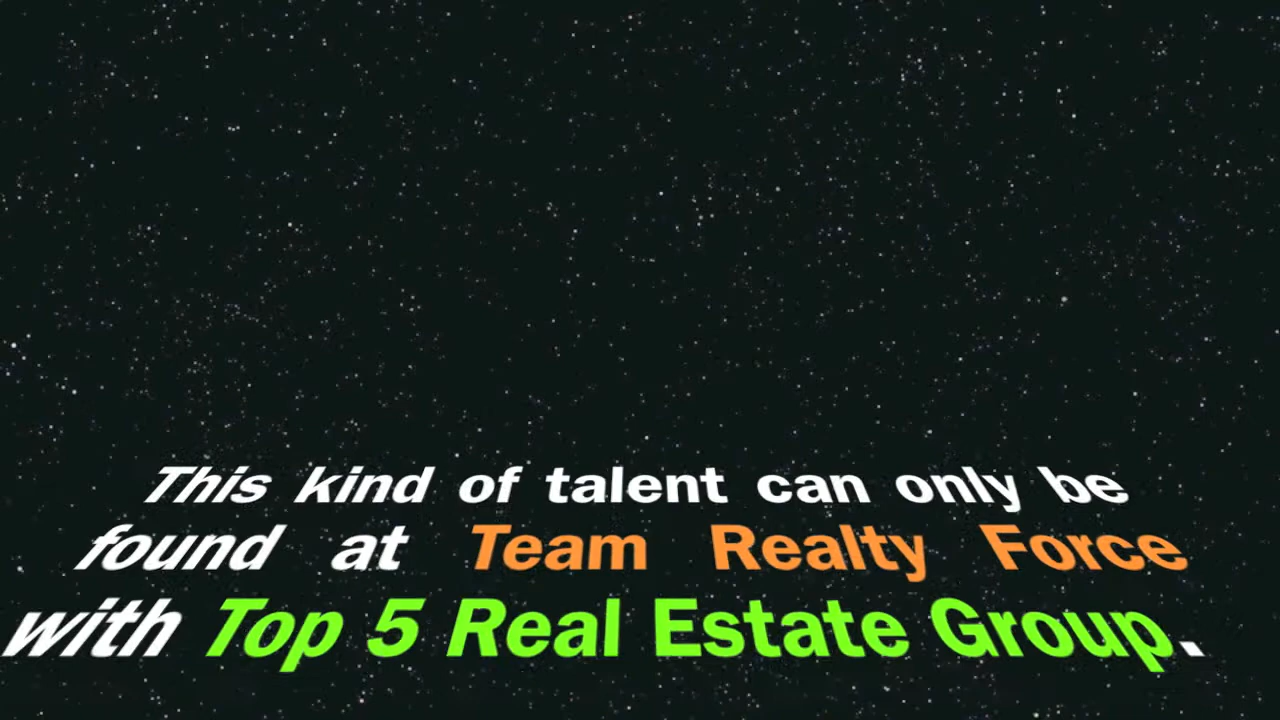 This kind of talent can only be
found at Team Realty Force
with Top 5 Real Estate Group.